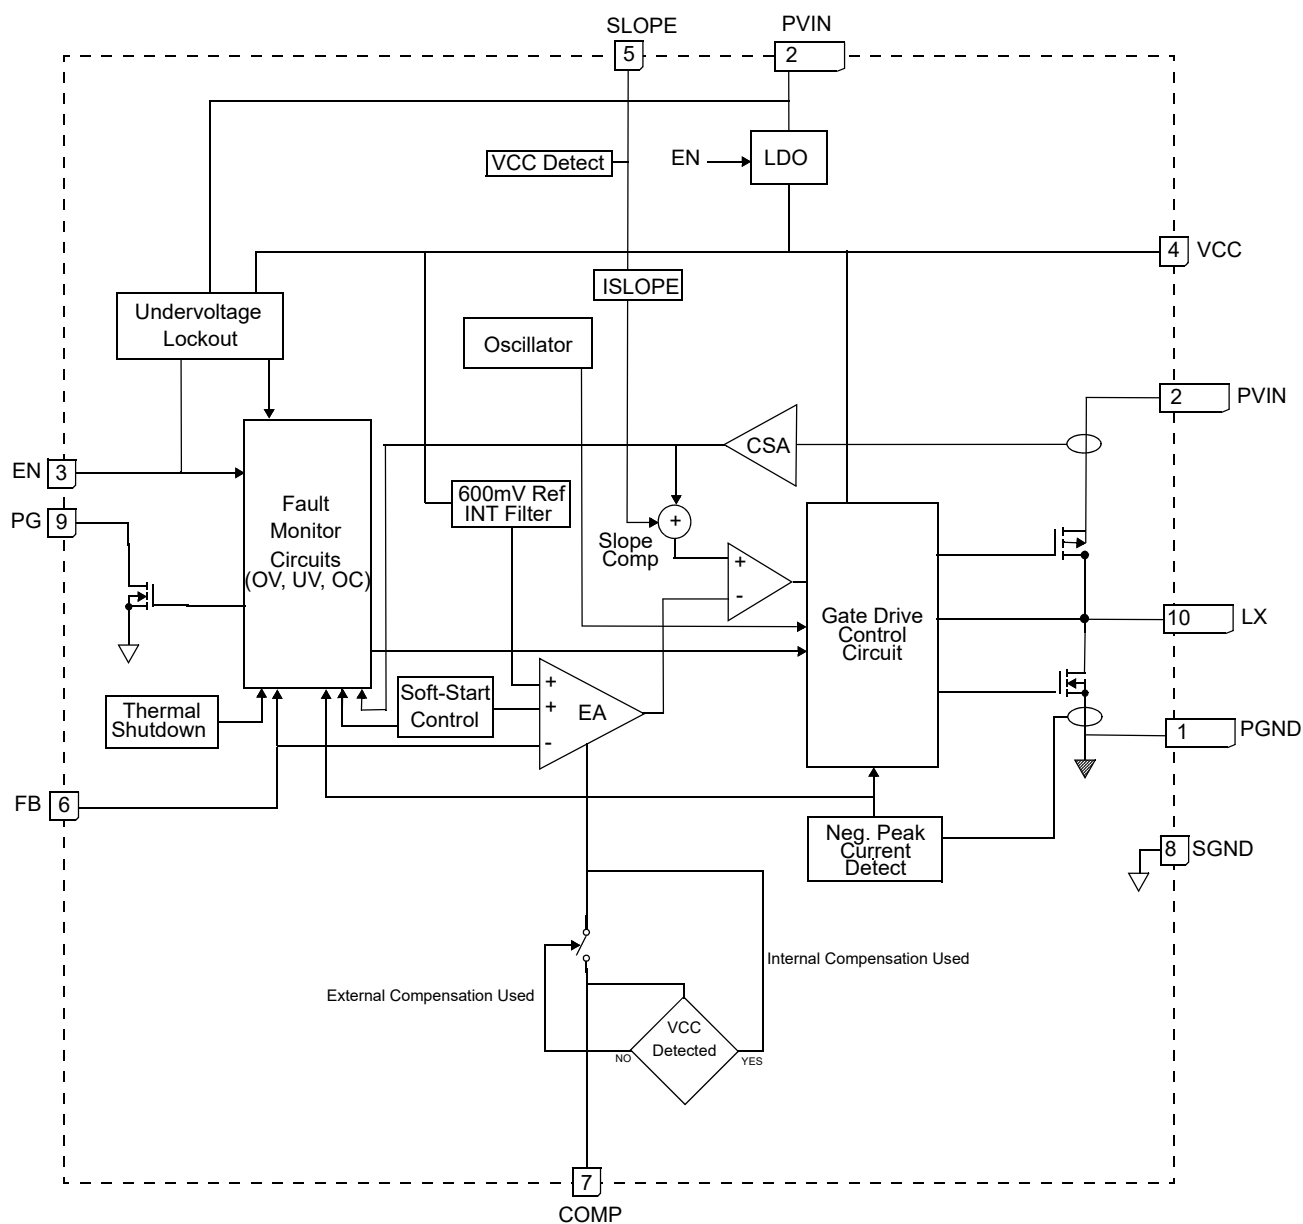 SLOPE
5
PVIN
2
VCC Detect
EN
LDO
4
VCC
ISLOPE
Undervoltage
Lockout
Oscillator
2
PVIN
CSA
EN
3
Fault
Monitor
Circuits
(OV, UV, OC)
600mV Ref
INT Filter
PG
9
+
Slope
Comp
+
-
Gate Drive
Control
Circuit
10
LX
Thermal
Shutdown
Soft-Start
Control
+
+
-
EA
1
PGND
FB
6
Neg. Peak
Current
Detect
8
SGND
Internal Compensation Used
External Compensation Used
VCC
Detected
NO
YES
7
COMP